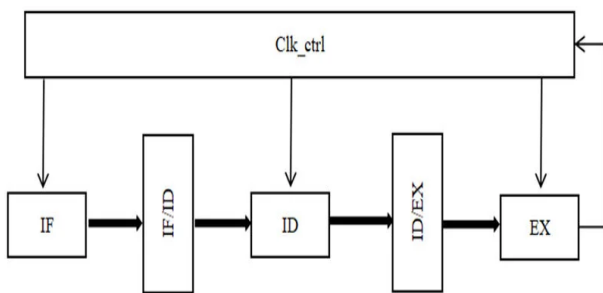 Clk_ctrl
IF
IF/ID
ID
ID/EX
EX